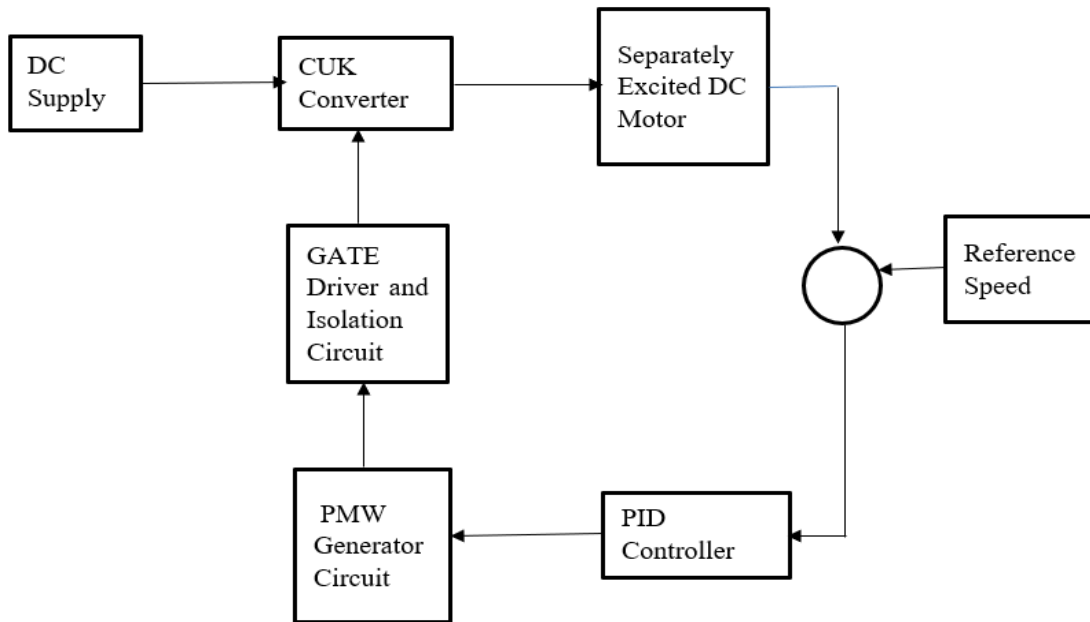 DC
Supply
CUK
Converter
Separately
Excited DC
Motor
GATE
Driver and
Isolation
Circuit
Reference
Speed
PMW
Generator
Circuit
PID
Controller